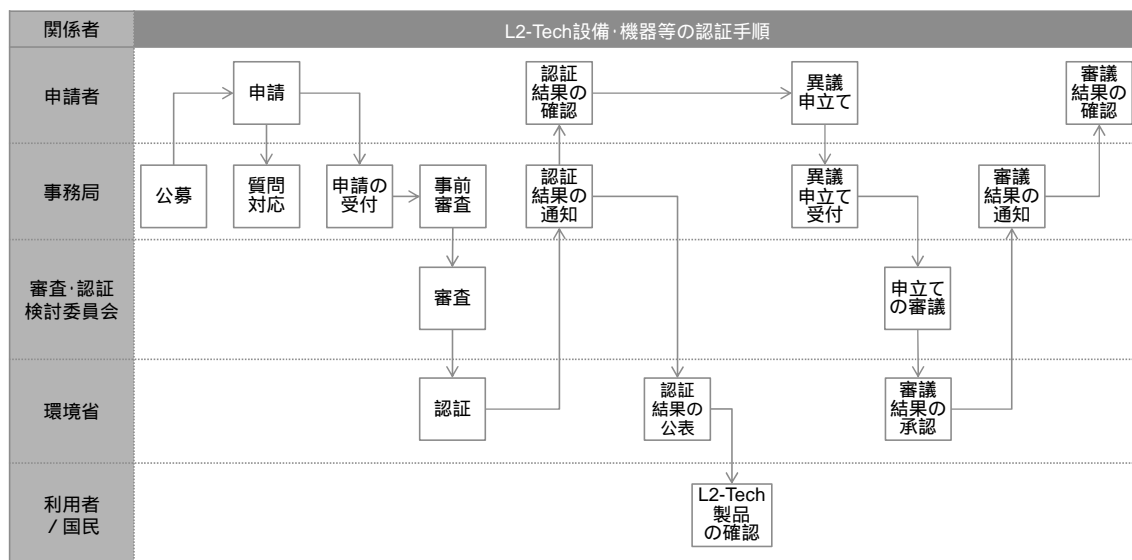 関係者
L2-Tech設備・機器等の認証手順
申請者
申請
認証
結果の
確認
異議
申立て
審議
結果の
確認
事務局
公募
質問
対応
申請の
受付
事前
審査
認証
結果の
通知
異議
申立て
受付
審議
結果の
通知
審査・認証
検討委員会
審査
申立て
の審議
環境省
認証
認証
結果の
公表
審議
結果の
承認
利用者
/ 国民
L2-Tech
製品
の確認